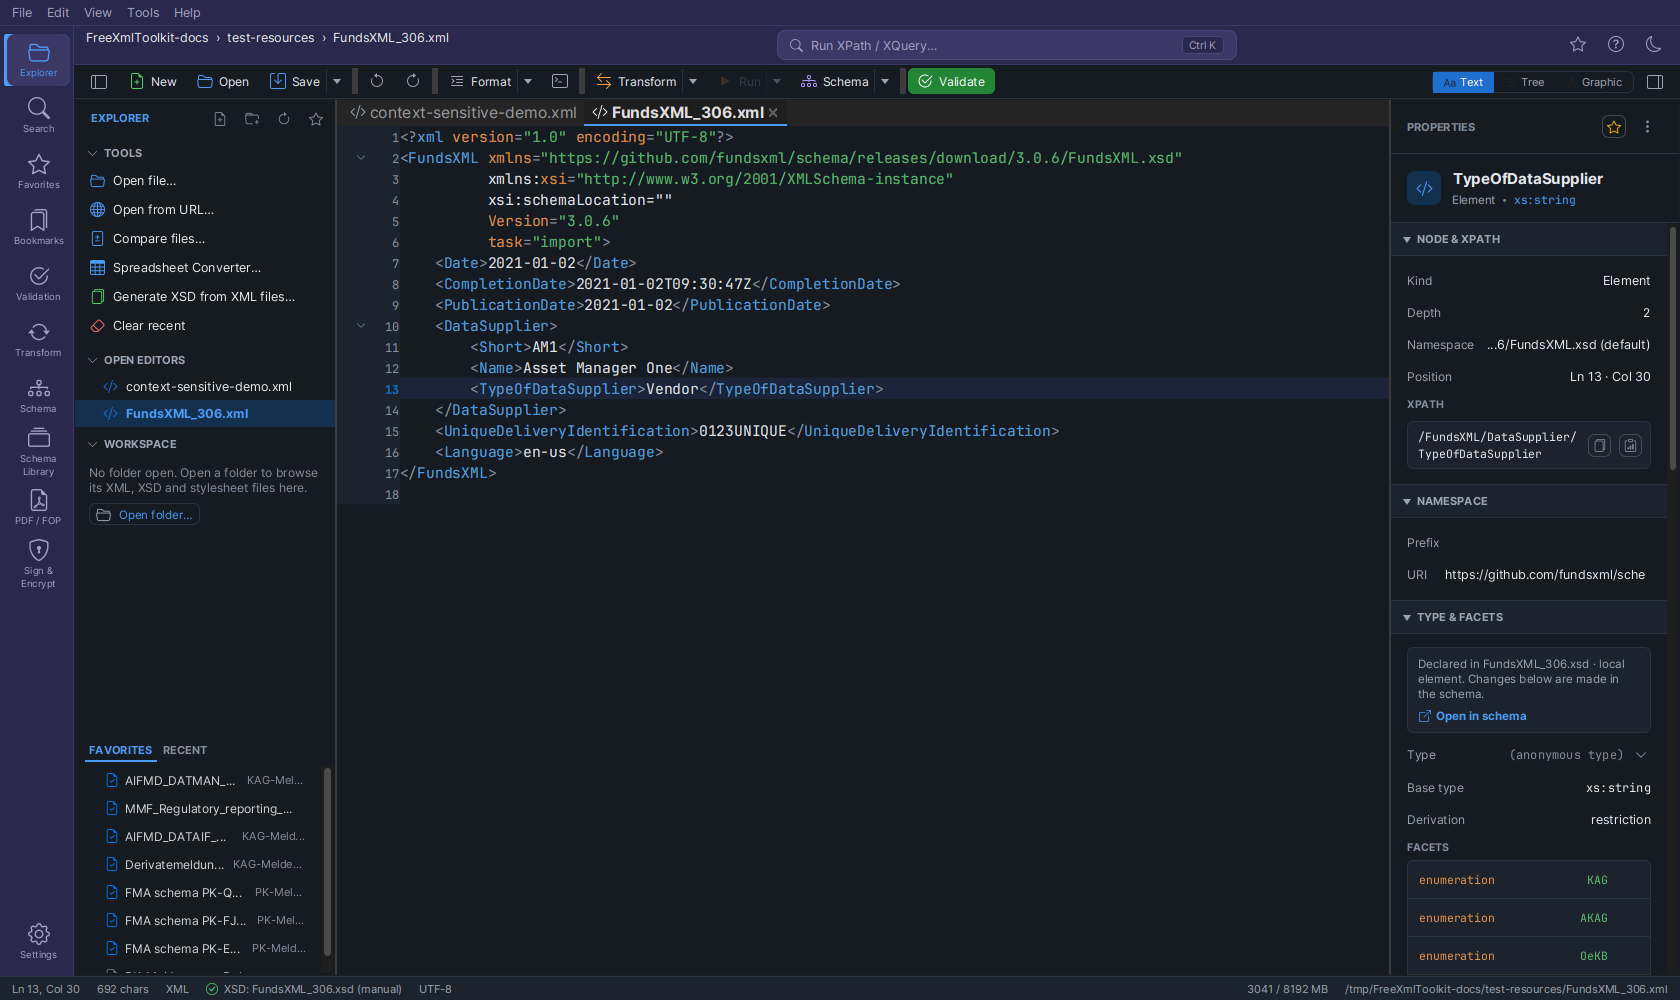 File Edit View Tools Help
FreeXmlToolkit-docs › test-resources › FundsXML_306.xml
Run XPath / XQuery... Ctrl K
New Open Save Format Transform Run Schema Validate
Aa Text Tree Graphic
Explorer
Search
Favorites
Bookmarks
Validation
Transform
Schema
Schema
Library
PDF / FOP
Sign &
Encrypt
Settings
EXPLORER
TOOLS
Open file...
Open from URL...
Compare files...
Spreadsheet Converter...
Generate XSD from XML files...
Clear recent
OPEN EDITORS
context-sensitive-demo.xml
FundsXML_306.xml
WORKSPACE
No folder open. Open a folder to browse
its XML, XSD and stylesheet files here.
Open folder...
FAVORITES RECENT
AIFMD_DATMAN_... KAG-Mel...
MMF_Regulatory_reporting_...
AIFMD_DATAIF_... KAG-Meld...
Derivatemeldun... KAG-Melde...
FMA schema PK-Q... PK-Mel...
FMA schema PK-FJ... PK-Mel...
FMA schema PK-E... PK-Meld...
</> context-sensitive-demo.xml </> FundsXML_306.xml ×
1 <?xml version="1.0" encoding="UTF-8"?>
2 <FundsXML xmlns="https://github.com/fundsxml/schema/releases/download/3.0.6/FundsXML.xsd"
3 xmlns:xsi="http://www.w3.org/2001/XMLSchema-instance"
4 xsi:schemaLocation=""
5 Version="3.0.6"
6 task="import">
7 <Date>2021-01-02</Date>
8 <CompletionDate>2021-01-02T09:30:47Z</CompletionDate>
9 <PublicationDate>2021-01-02</PublicationDate>
10 <DataSupplier>
11 <Short>AM1</Short>
12 <Name>Asset Manager One</Name>
13 <TypeOfDataSupplier>Vendor</TypeOfDataSupplier>
14 </DataSupplier>
15 <UniqueDeliveryIdentification>0123UNIQUE</UniqueDeliveryIdentification>
16 <Language>en-us</Language>
17 </FundsXML>
18
PROPERTIES
</> TypeOfDataSupplier
Element • xs:string
NODE & XPATH
Kind Element
Depth 2
Namespace ...6/FundsXML.xsd (default)
Position Ln 13 · Col 30
XPATH
/FundsXML/DataSupplier/
TypeOfDataSupplier
NAMESPACE
Prefix
URI https://github.com/fundsxml/sche
TYPE & FACETS
Declared in FundsXML_306.xsd · local
element. Changes below are made in
the schema.
Open in schema
Type (anonymous type)
Base type xs:string
Derivation restriction
FACETS
enumeration KAG
enumeration AKAG
enumeration OeKB
Ln 13, Col 30 692 chars XML XSD: FundsXML_306.xsd (manual) UTF-8 3041 / 8192 MB /tmp/FreeXmlToolkit-docs/test-resources/FundsXML_306.xml